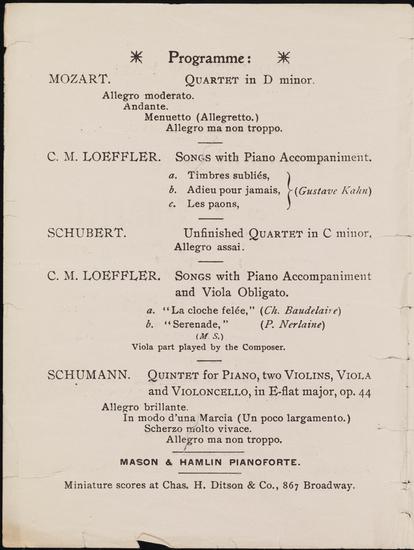 * Programme: *
MOZART. QUARTET in D minor.
Allegro moderato.
Andante.
Menuetto (Allegretto.)
Allegro ma non troppo.
C. M. LOEFFLER. SONGS with Piano Accompaniment.
a. Timbres subliés,
b. Adieu pour jamais, (Gustave Kahn)
c. Les paons,
SCHUBERT. Unfinished QUARTET in C minor.
Allegro assai.
C. M. LOEFFLER. SONGS with Piano Accompaniment
and Viola Obligato.
a. "La cloche felée," (Ch. Baudelaire)
b. "Serenade," (P. Nerlaine)
(M S.)
Viola part played by the Composer.
SCHUMANN. QUINTET for PIANO, two VIOLINS, VIOLA
and VIOLONCELLO, in E-flat major, op. 44
Allegro brillante.
In modo d'una Marcia (Un poco largamento.)
Scherzo molto vivace.
Allegro ma non troppo.
MASON & HAMLIN PIANOFORTE.
Miniature scores at Chas. H. Ditson & Co., 867 Broadway.